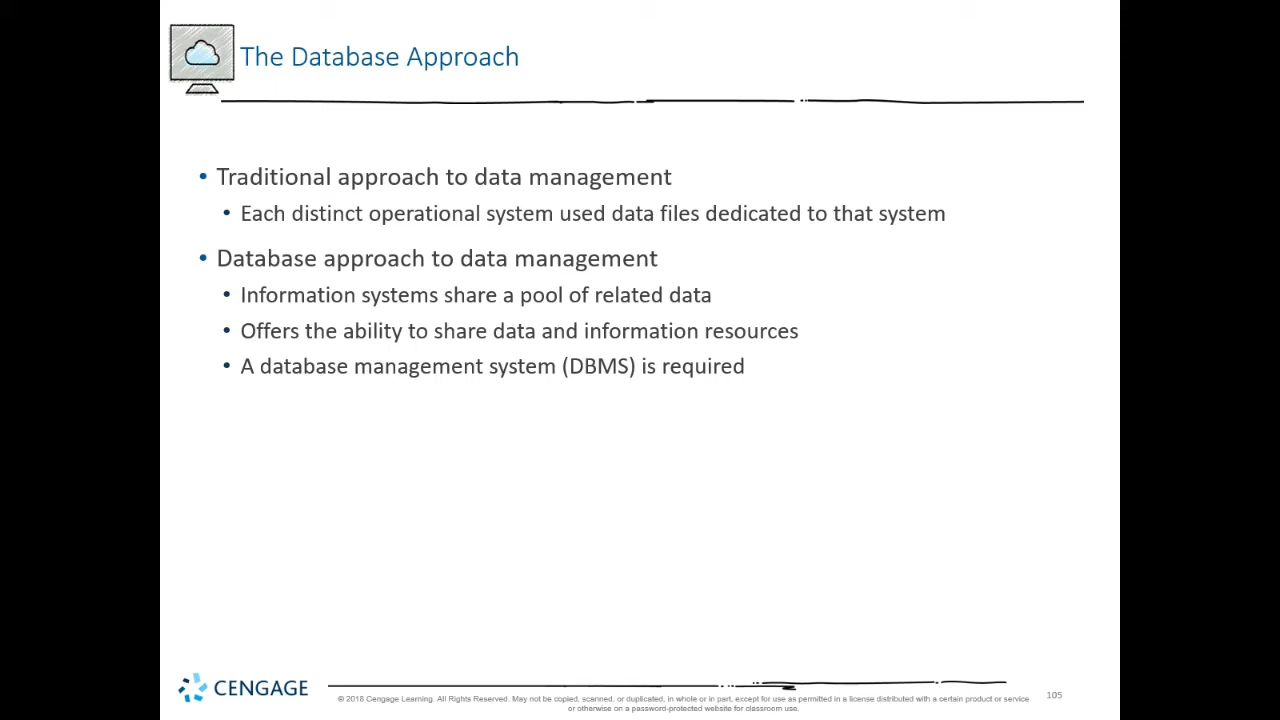 The Database Approach
• Traditional approach to data management
• Each distinct operational system used data files dedicated to that system
• Database approach to data management
• Information systems share a pool of related data
• Offers the ability to share data and information resources
• A database management system (DBMS) is required
CENGAGE
© 2018 Cengage Learning. All Rights Reserved. May not be copied, scanned, or duplicated, in whole or in part, except for use as permitted in a license distributed with a certain product or service
or otherwise on a password-protected website for classroom use.
105